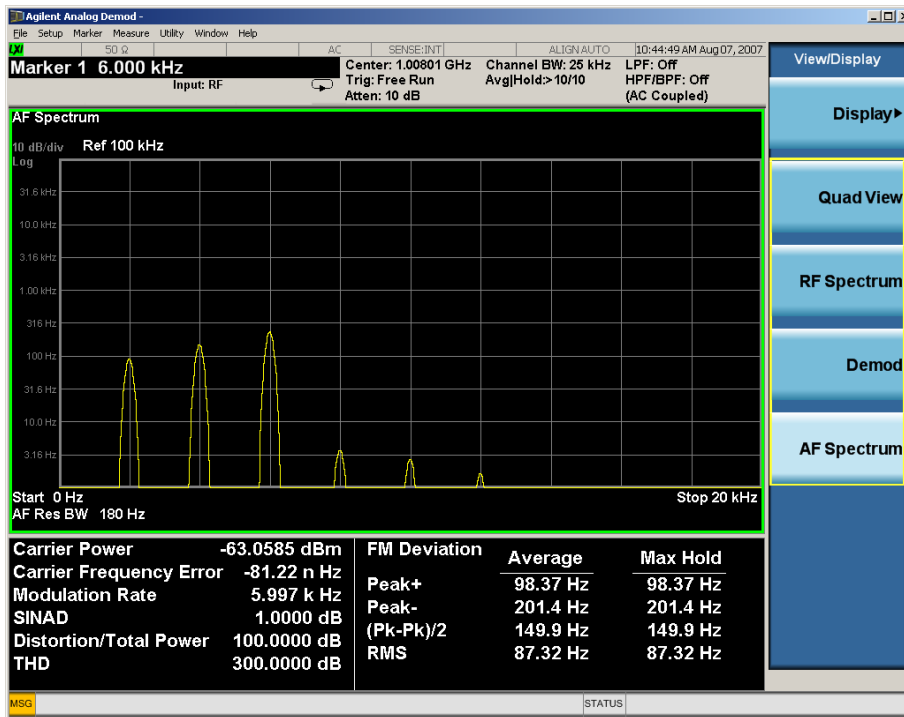 Agilent Analog Demod -
File Setup Marker Measure Utility Window Help
LXI 50 Ω AC SENSE:INT ALIGN AUTO 10:44:49 AM Aug 07, 2007
Marker 1 6.000 kHz
Input: RF
Center: 1.00801 GHz Channel BW: 25 kHz LPF: Off
Trig: Free Run Avg|Hold:>10/10 HPF/BPF: Off
Atten: 10 dB (AC Coupled)
View/Display
Display▶
Quad View
RF Spectrum
Demod
AF Spectrum
AF Spectrum
10 dB/div Ref 100 kHz
Log
31.6 kHz
10.0 kHz
3.16 kHz
1.00 kHz
316 Hz
100 Hz
31.6 Hz
10.0 Hz
3.16 Hz
Start 0 Hz Stop 20 kHz
AF Res BW 180 Hz
Carrier Power -63.0585 dBm
Carrier Frequency Error -81.22 n Hz
Modulation Rate 5.997 k Hz
SINAD 1.0000 dB
Distortion/Total Power 100.0000 dB
THD 300.0000 dB
FM Deviation Average Max Hold
Peak+ 98.37 Hz 98.37 Hz
Peak- 201.4 Hz 201.4 Hz
(Pk-Pk)/2 149.9 Hz 149.9 Hz
RMS 87.32 Hz 87.32 Hz
MSG STATUS